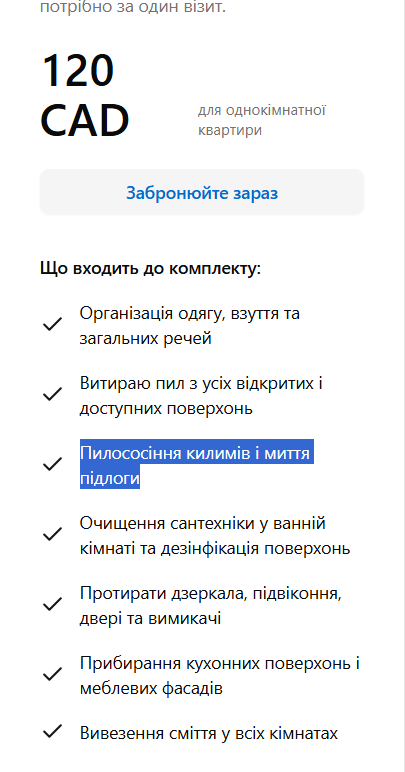 потрібно за один візит.
120
CAD
для однокімнатної
квартири
Забронюйте зараз
Що входить до комплекту:
Організація одягу, взуття та
загальних речей
Витираю пил з усіх відкритих і
доступних поверхонь
Пилососіння килимів і миття
підлоги
Очищення сантехніки у ванній
кімнаті та дезінфікація поверхонь
Протирати дзеркала, підвіконня,
двері та вимикачі
Прибирання кухонних поверхонь і
меблевих фасадів
Вивезення сміття у всіх кімнатах